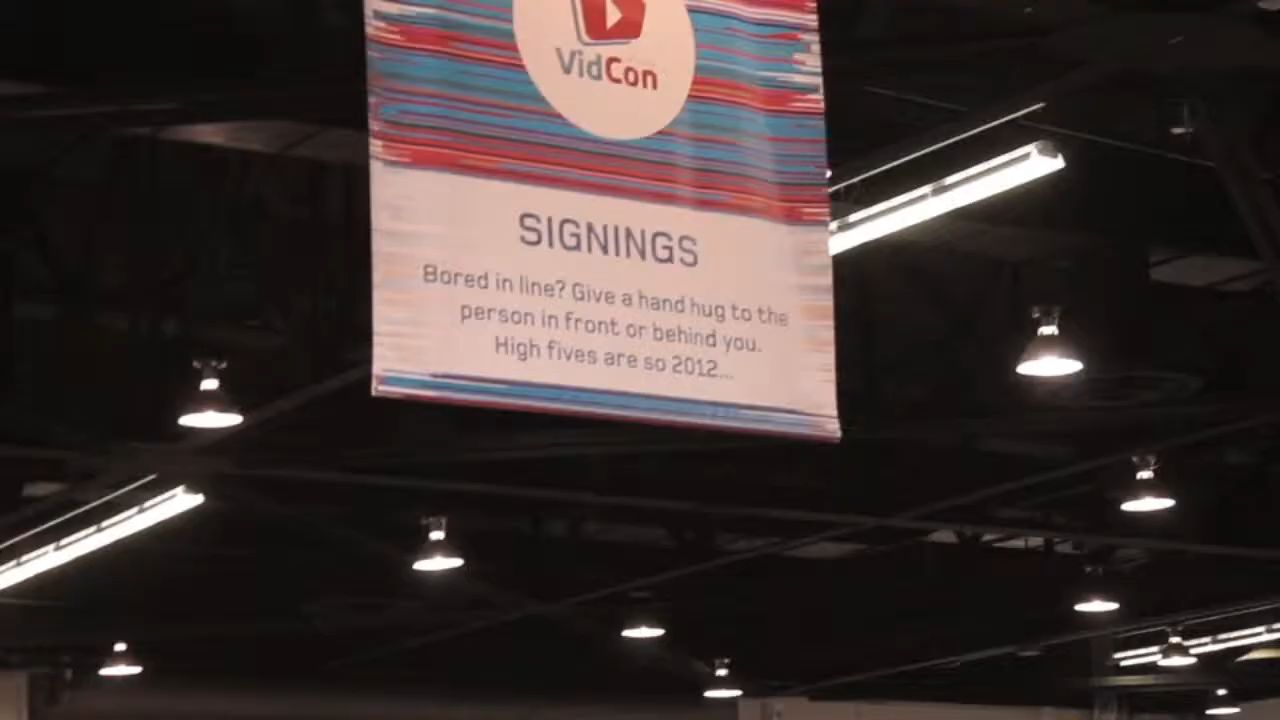 VidCon
SIGNINGS
Bored in line? Give a hand hug to the
person in front or behind you.
High fives are so 2012...